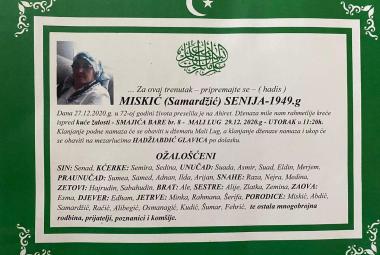 ... Za ovaj trenutak – pripremajte se – ( hadis )
MISKIĆ (Samardžić) SENIJA-1949.g
Dana 27.12.2020.g. u 72-oj godini života preselila je na Ahiret. Dženaza mile nam rahmetlije kreće
ispred kuće žalosti - SMAJIĆA BARE br. 8 - MALI LUG 29.12. 2020.g - UTORAK u 11:20h.
Klanjanje podne namaza će se obaviti u džematu Mali Lug, a klanjanje dženaze namaza i ukop će
se obaviti na mezarlucimo HADŽIABDIĆ GLAVICA po dolasku.
OŽALOŠĆENI
SIN: Senad, KĆERKE: Semira, Sedina, UNUČAD: Suada, Asmir, Suad, Eldin, Merjem,
PRAUNUČAD: Sumea, Samed, Adnan, Ilda, Arijan, SNAHE: Raza, Nejra, Medina,
ZETOVI: Hajrudin, Sabahudin, BRAT: Ale, SESTRE: Alije, Zlatka, Zemina, ZAOVA:
Esma, DJEVER: Edham, JETRVE: Minka, Rahmana, Šerifa, PORODICE: Miskić, Abdić,
Samardžić, Račić, Alibegić, Osmanagić, Kudić, Šumar, Fehrić, te ostala mnogobrojna
rodbina, prijatelji, poznanici i komšije.